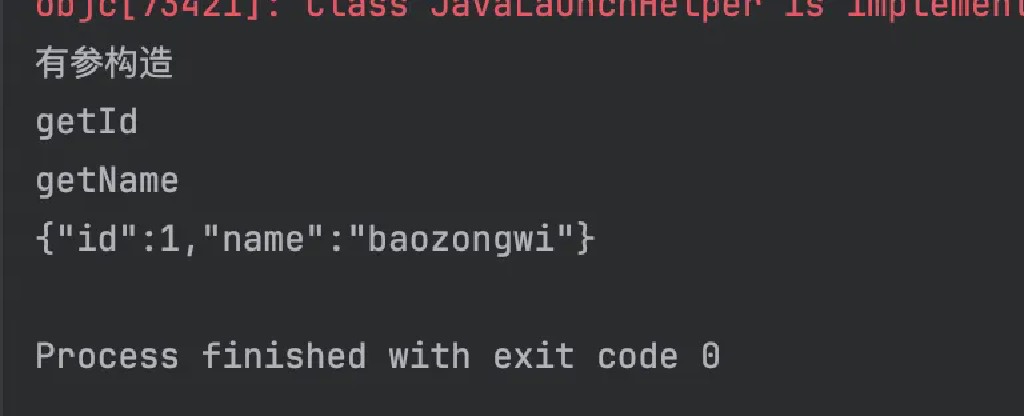 objc[73421]: Class JavaLaunchHelper is implement
有参构造
getId
getName
{"id":1,"name":"baozongwi"}
Process finished with exit code 0